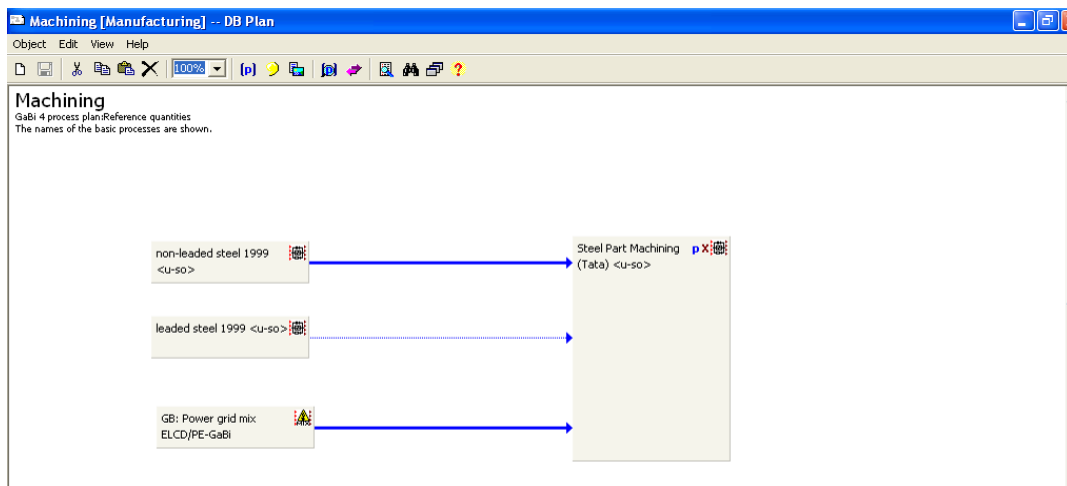 Machining [Manufacturing] -- DB Plan
Object Edit View Help
100% (p)
Machining
GaBi 4 process plan:Reference quantities
The names of the basic processes are shown.
non-leaded steel 1999
<u-so>
leaded steel 1999 <u-so>
GB: Power grid mix
ELCD/PE-GaBi
Steel Part Machining p X
(Tata) <u-so>